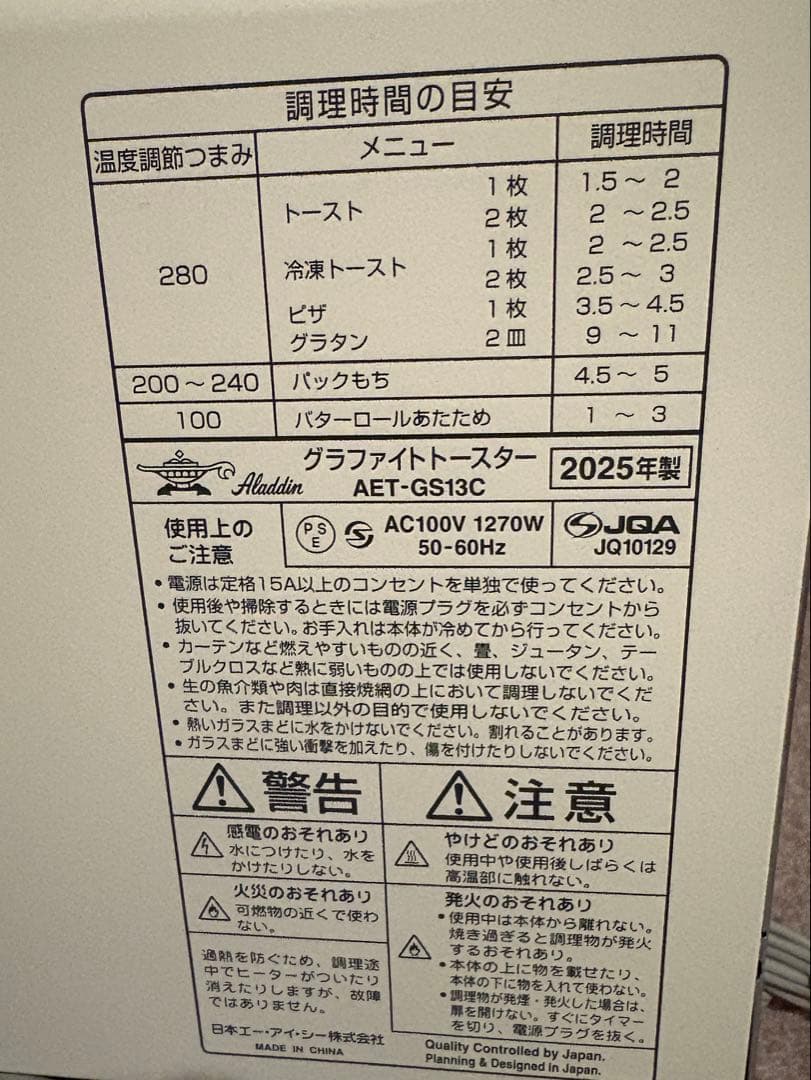 調理時間の目安
温度調節つまみ メニュー 調理時間
280
トースト 1枚 1.5～ 2
2枚 2 ～2.5
冷凍トースト 1枚 2 ～2.5
2枚 2.5～ 3
ピザ 1枚 3.5～4.5
グラタン 2皿 9 ～ 11
200～240 パックもち 4.5～ 5
100 バターロールあたため 1 ～ 3
Aladdin
グラファイトトースター
AET-GS13C
2025年製
使用上の
ご注意
PSE
AC100V 1270W
50-60Hz
JQA
JQ10129
•電源は定格15A以上のコンセントを単独で使ってください。
•使用後や掃除するときには電源プラグを必ずコンセントから
抜いてください。お手入れは本体が冷めてから行ってください。
•カーテンなど燃えやすいものの近く、畳、ジュータン、テー
ブルクロスなど熱に弱いものの上では使用しないでください。
•生の魚介類や肉は直接焼網の上において調理しないでくだ
さい。また調理以外の目的で使用しないでください。
•熱いガラスまどに水をかけないでください。割れることがあります。
•ガラスまどに強い衝撃を加えたり、傷を付けたりしないでください。
警告
感電のおそれあり
水につけたり、水を
かけたりしない。
火災のおそれあり
可燃物の近くで使わ
ない。
過熱を防ぐため、調理途
中でヒーターがついたり
消えたりしますが、故障
ではありません。
日本エー・アイ・シー株式会社
MADE IN CHINA
注意
やけどのおそれあり
使用中や使用後しばらくは
高温部に触れない。
発火のおそれあり
•使用中は本体から離れない。
焼き過ぎると調理物が発火
するおそれあり。
•本体の上に物を載せたり、
本体の下に物を入れて使わない。
•調理物が発煙・発火した場合は、
扉を開けない。すぐにタイマー
を切り、電源プラグを抜く。
Quality Controlled by Japan.
Planning & Designed in Japan.